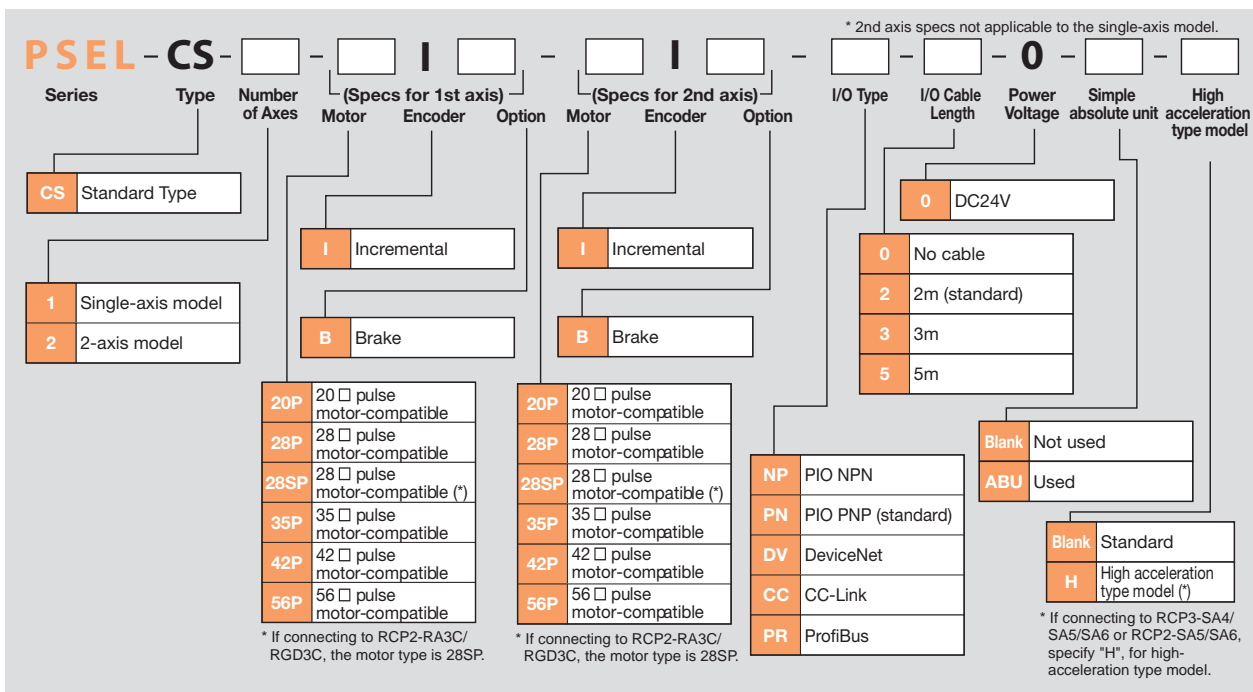 * 2nd axis specs not applicable to the single-axis model.
PSEL - CS - - I - I - - - 0 - -
Series
Type
Number of Axes
(Specs for 1st axis)
Motor Encoder Option
(Specs for 2nd axis)
Motor Encoder Option
I/O Type
I/O Cable Length
Power Voltage
Simple absolute unit
High acceleration type model
CS Standard Type
1 Single-axis model
2 2-axis model
I Incremental
B Brake
20P 20 □ pulse motor-compatible
28P 28 □ pulse motor-compatible
28SP 28 □ pulse motor-compatible (*)
35P 35 □ pulse motor-compatible
42P 42 □ pulse motor-compatible
56P 56 □ pulse motor-compatible
* If connecting to RCP2-RA3C/
RGD3C, the motor type is 28SP.
I Incremental
B Brake
20P 20 □ pulse motor-compatible
28P 28 □ pulse motor-compatible
28SP 28 □ pulse motor-compatible (*)
35P 35 □ pulse motor-compatible
42P 42 □ pulse motor-compatible
56P 56 □ pulse motor-compatible
* If connecting to RCP2-RA3C/
RGD3C, the motor type is 28SP.
NP PIO NPN
PN PIO PNP (standard)
DV DeviceNet
CC CC-Link
PR ProfiBus
0 DC24V
0 No cable
2 2m (standard)
3 3m
5 5m
Blank Not used
ABU Used
Blank Standard
H High acceleration type model (*)
* If connecting to RCP3-SA4/
SA5/SA6 or RCP2-SA5/SA6,
specify "H", for high-
acceleration type model.